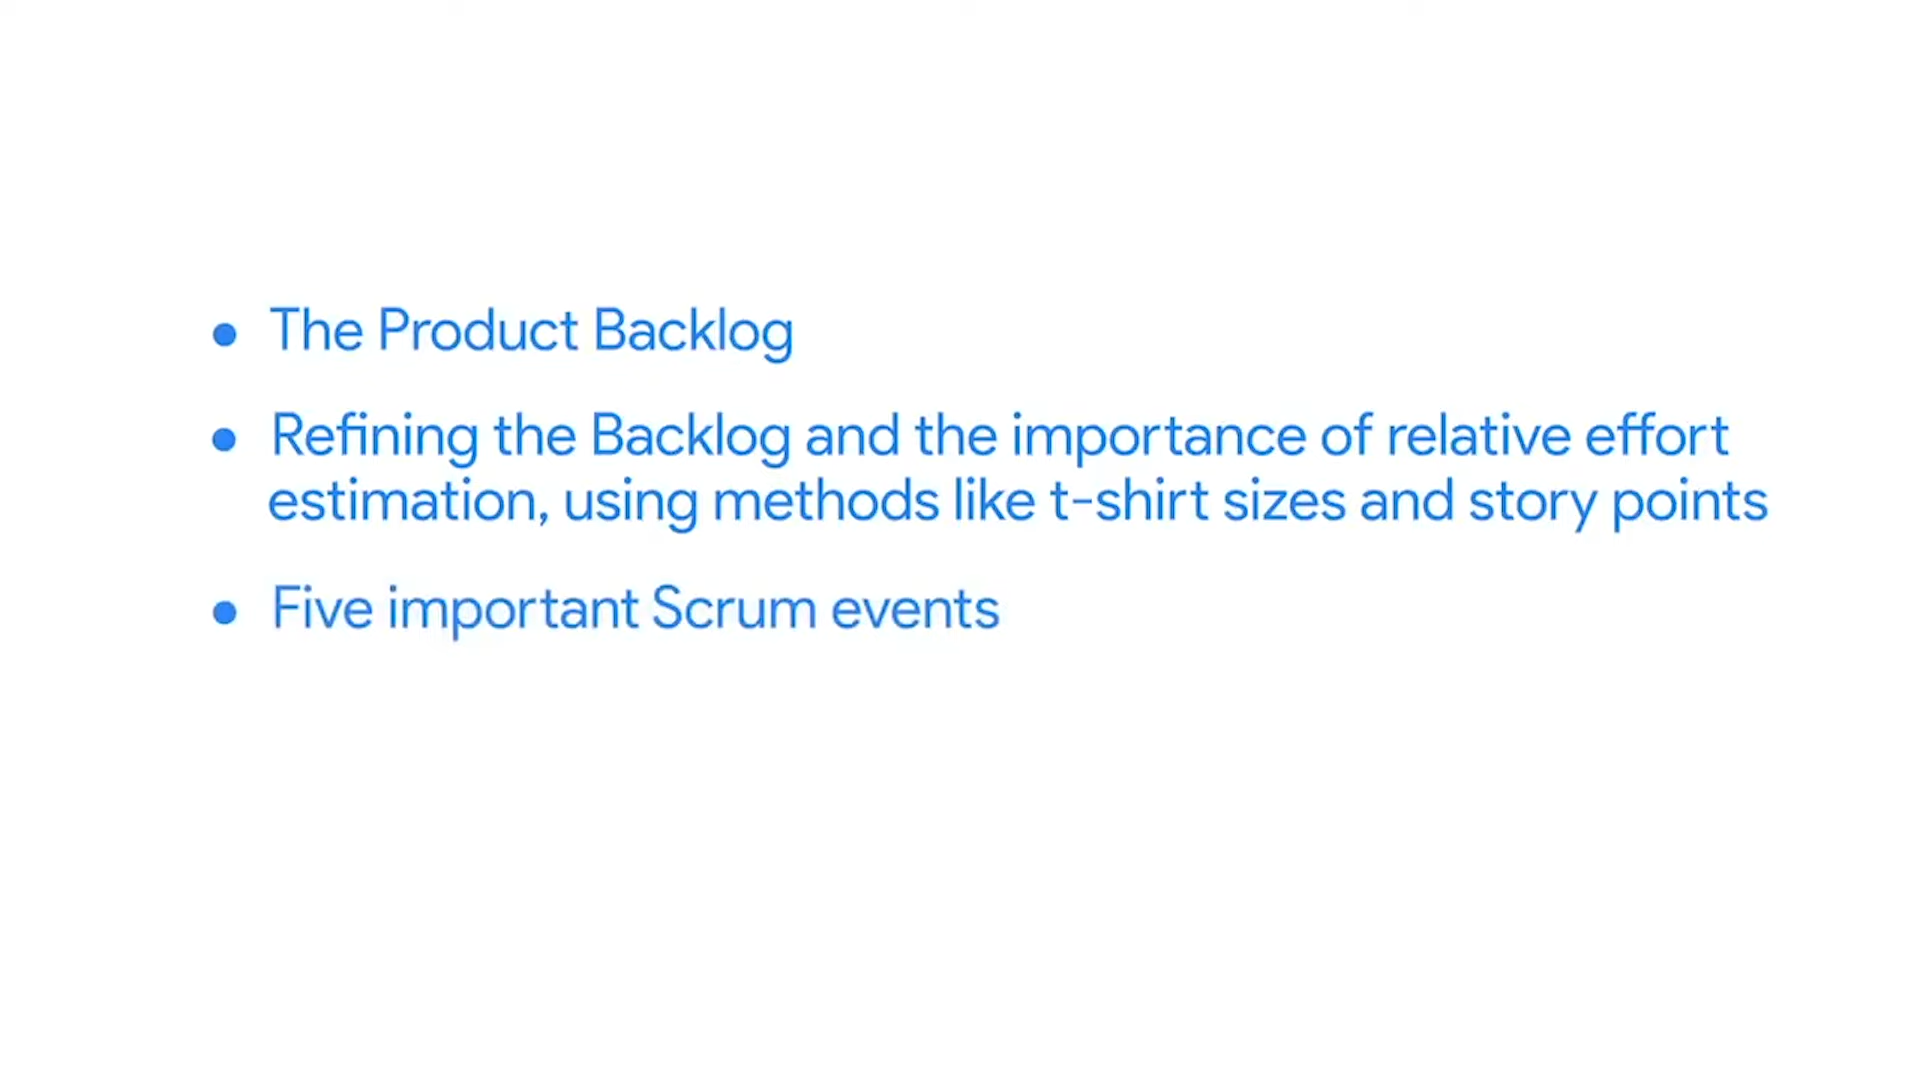 ● The Product Backlog
● Refining the Backlog and the importance of relative effort
estimation, using methods like t-shirt sizes and story points
● Five important Scrum events